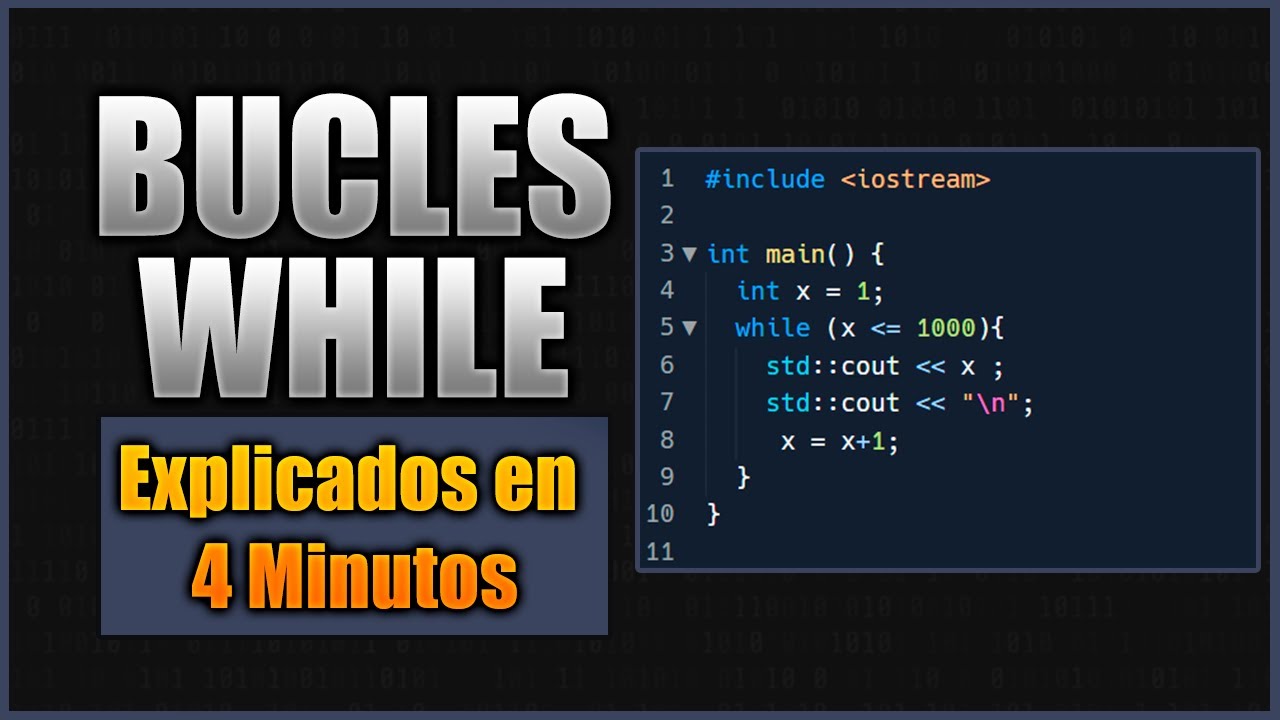 BUCLES
WHILE
Explicados en
4 Minutos
1 #include <iostream>
2
3 ▼ int main() {
4 int x = 1;
5 ▼ while (x <= 1000){
6 std::cout << x ;
7 std::cout << "\n";
8 x = x+1;
9 }
10 }
11